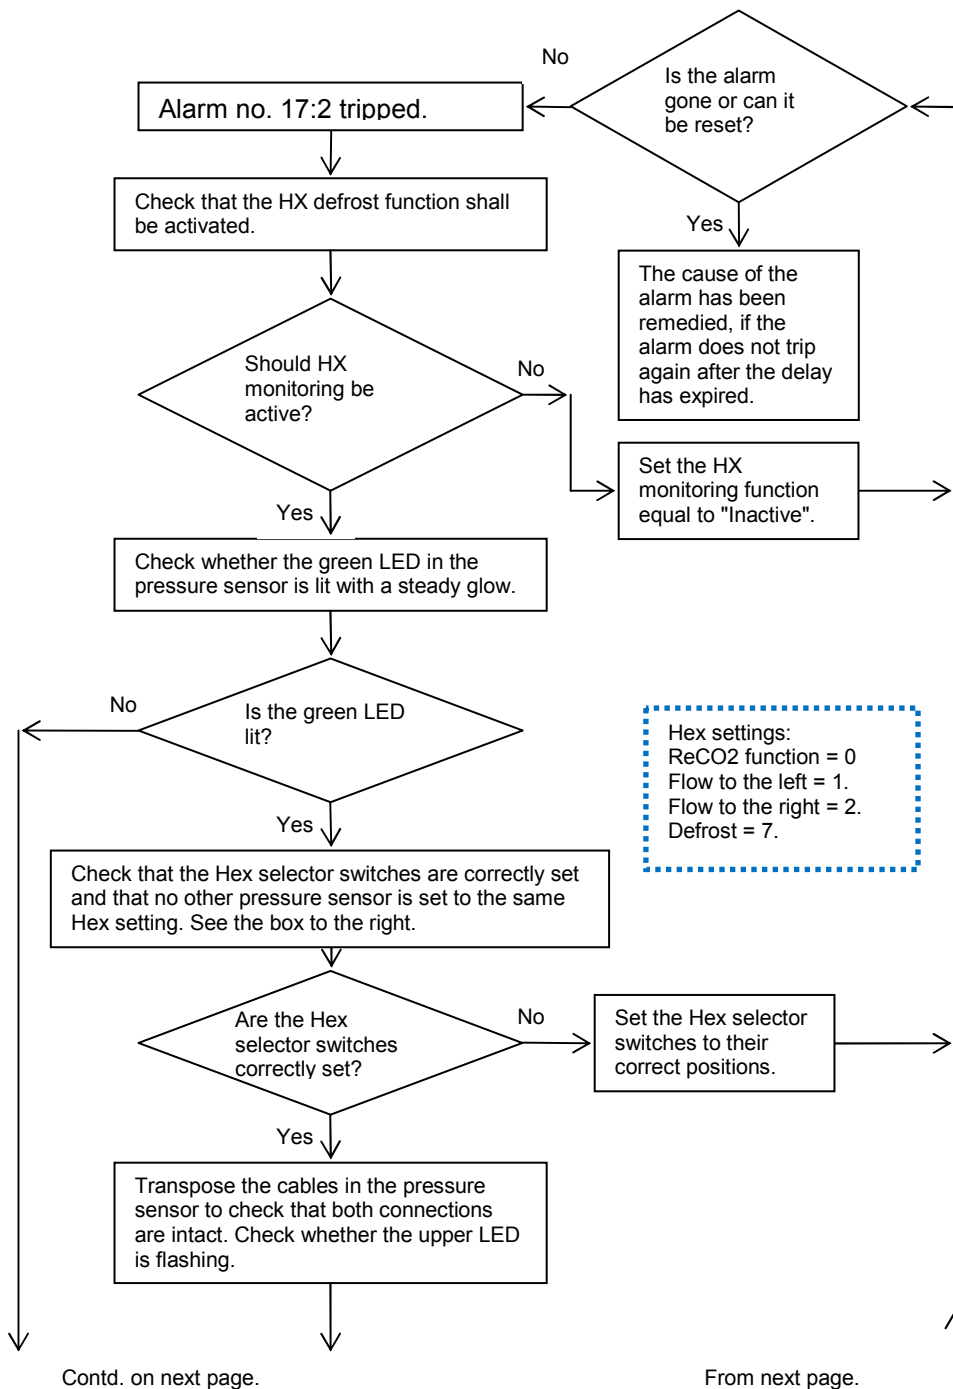 No
Is the alarm
gone or can it
be reset?
Alarm no. 17:2 tripped.
Check that the HX defrost function shall
be activated.
Yes
The cause of the
alarm has been
remedied, if the
alarm does not trip
again after the delay
has expired.
Should HX
monitoring be
active?
No
Set the HX
monitoring function
equal to "Inactive".
Yes
Check whether the green LED in the
pressure sensor is lit with a steady glow.
No
Is the green LED
lit?
Hex settings:
ReCO2 function = 0
Flow to the left = 1.
Flow to the right = 2.
Defrost = 7.
Yes
Check that the Hex selector switches are correctly set
and that no other pressure sensor is set to the same
Hex setting. See the box to the right.
Are the Hex
selector switches
correctly set?
No
Set the Hex selector
switches to their
correct positions.
Yes
Transpose the cables in the pressure
sensor to check that both connections
are intact. Check whether the upper LED
is flashing.
Contd. on next page.
From next page.